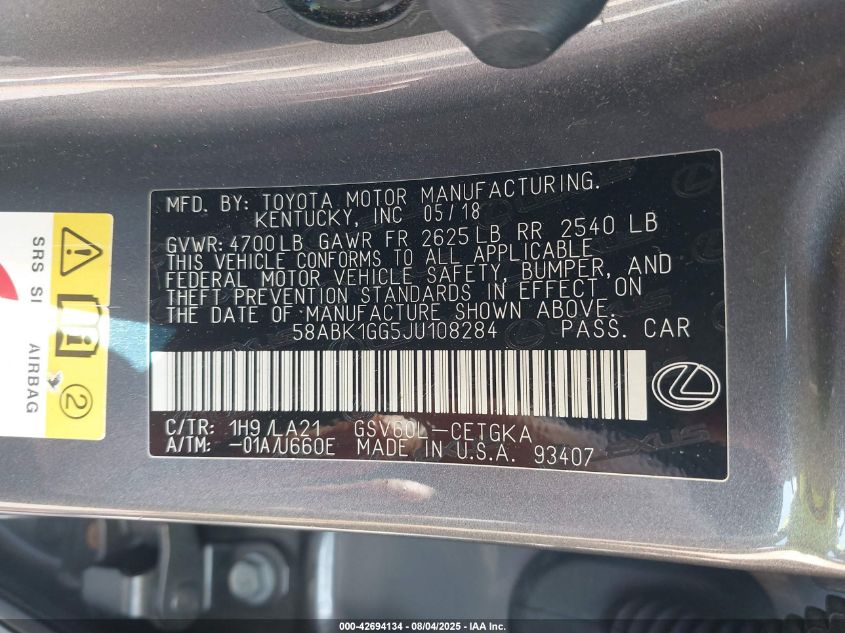 MFD. BY: TOYOTA MOTOR MANUFACTURING.
KENTUCKY, INC 05/18
GVWR: 4700LB GAWR FR 2625LB RR 2540 LB
THIS VEHICLE CONFORMS TO ALL APPLICABLE
FEDERAL MOTOR VEHICLE SAFETY, BUMPER, AND
THEFT PREVENTION STANDARDS IN EFFECT ON
THE DATE OF MANUFACTURE SHOWN ABOVE.
58ABK1GG5JU108284 PASS. CAR
C/TR: 1H9/LA21 GSV60L-CETGKA
A/TM: -01A/U660E MADE IN U.S.A. 93407
SRS SI
AIRBAG
2
000-42694134 - 08/04/2025 - IAA Inc.